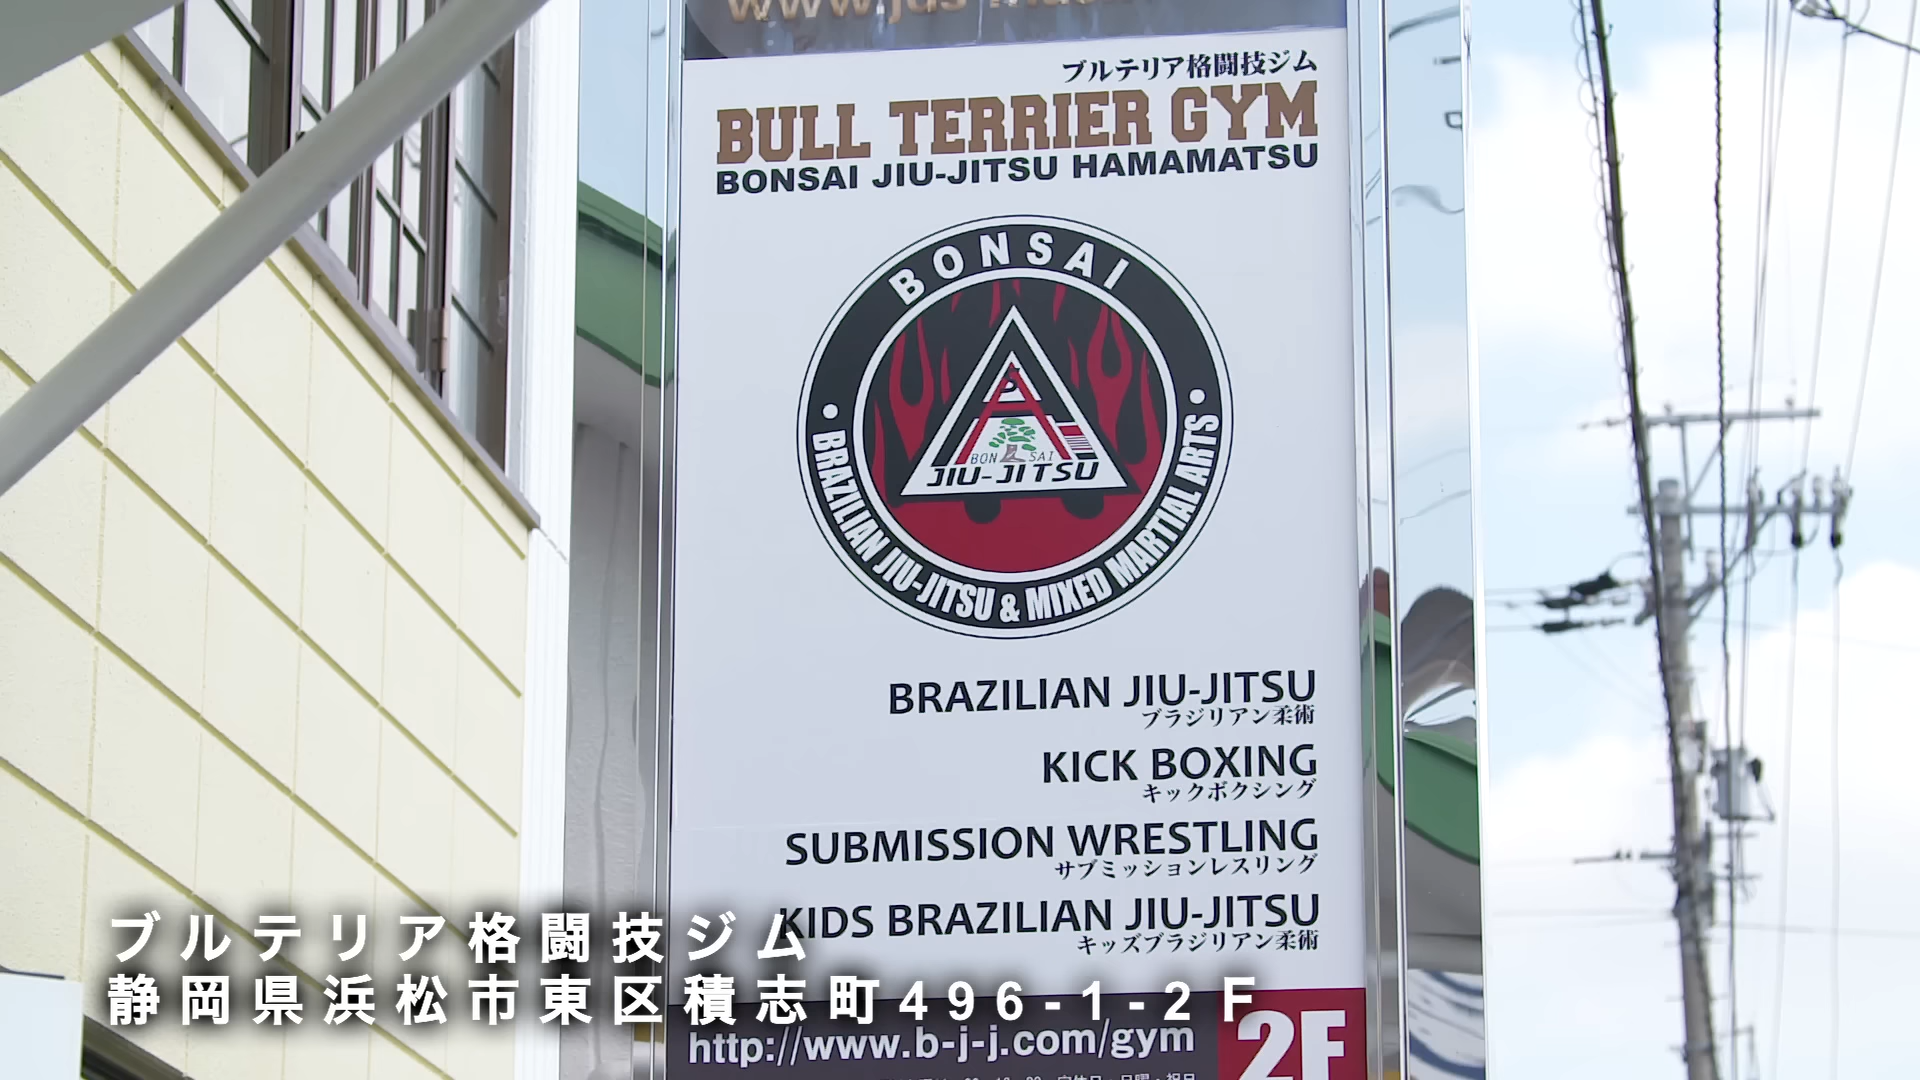 ブルテリア格闘技ジム
BULL TERRIER GYM
BONSAI JIU-JITSU HAMAMATSU
BONSAI
BON SAI
JIU-JITSU
BRAZILIAN JIU-JITSU & MIXED MARTIAL ARTS
BRAZILIAN JIU-JITSU
ブラジリアン柔術
KICK BOXING
キックボクシング
SUBMISSION WRESTLING
サブミッションレスリング
KIDS BRAZILIAN JIU-JITSU
キッズブラジリアン柔術
ブルテリア格闘技ジム
静岡県浜松市東区積志町496-1-2F
http://www.b-j-j.com/gym
2F